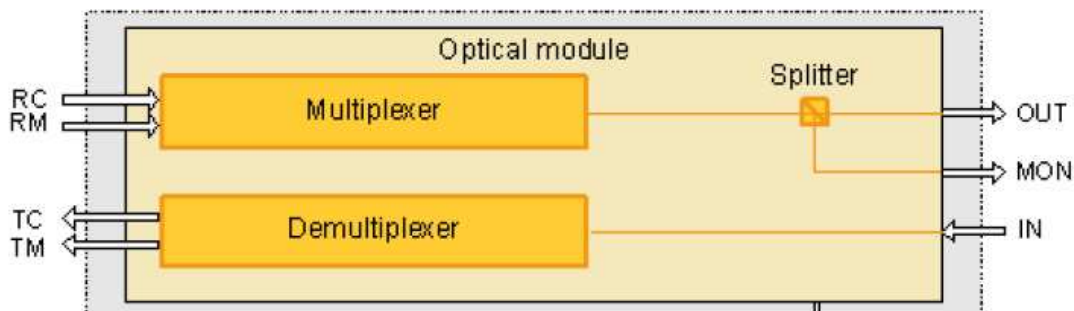 Optical module
Splitter
RC
RM
Multiplexer
OUT
MON
TC
TM
Demultiplexer
IN